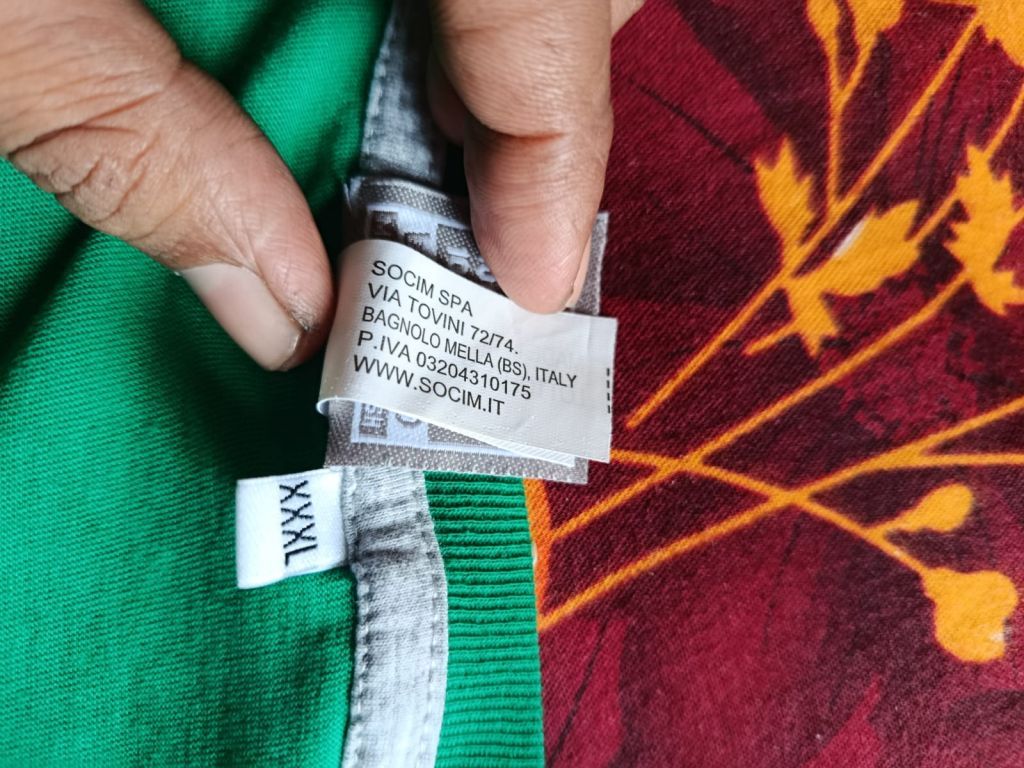 SOCIM SPA
VIA TOVINI 72/74.
BAGNOLO MELLA (BS), ITALY
P.IVA 03204310175
WWW.SOCIM.IT
XXXL